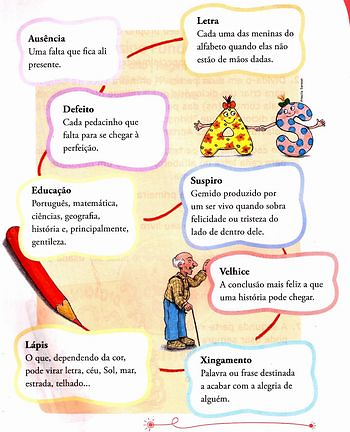 Ausência
Uma falta que fica ali
presente.
Letra
Cada uma das meninas do
alfabeto quando elas não
estão de mãos dadas.
Defeito
Cada pedacinho que
falta para se chegar à
perfeição.
A
S
Educação
Português, matemática,
ciências, geografia,
história e, principalmente,
gentileza.
Suspiro
Gemido produzido por
um ser vivo quando sobra
felicidade ou tristeza do
lado de dentro dele.
Velhice
A conclusão mais feliz a que
uma história pode chegar.
Lápis
O que, dependendo da cor,
pode virar letra, céu, Sol, mar,
estrada, telhado...
Xingamento
Palavra ou frase destinada
a acabar com a alegria de
alguém.